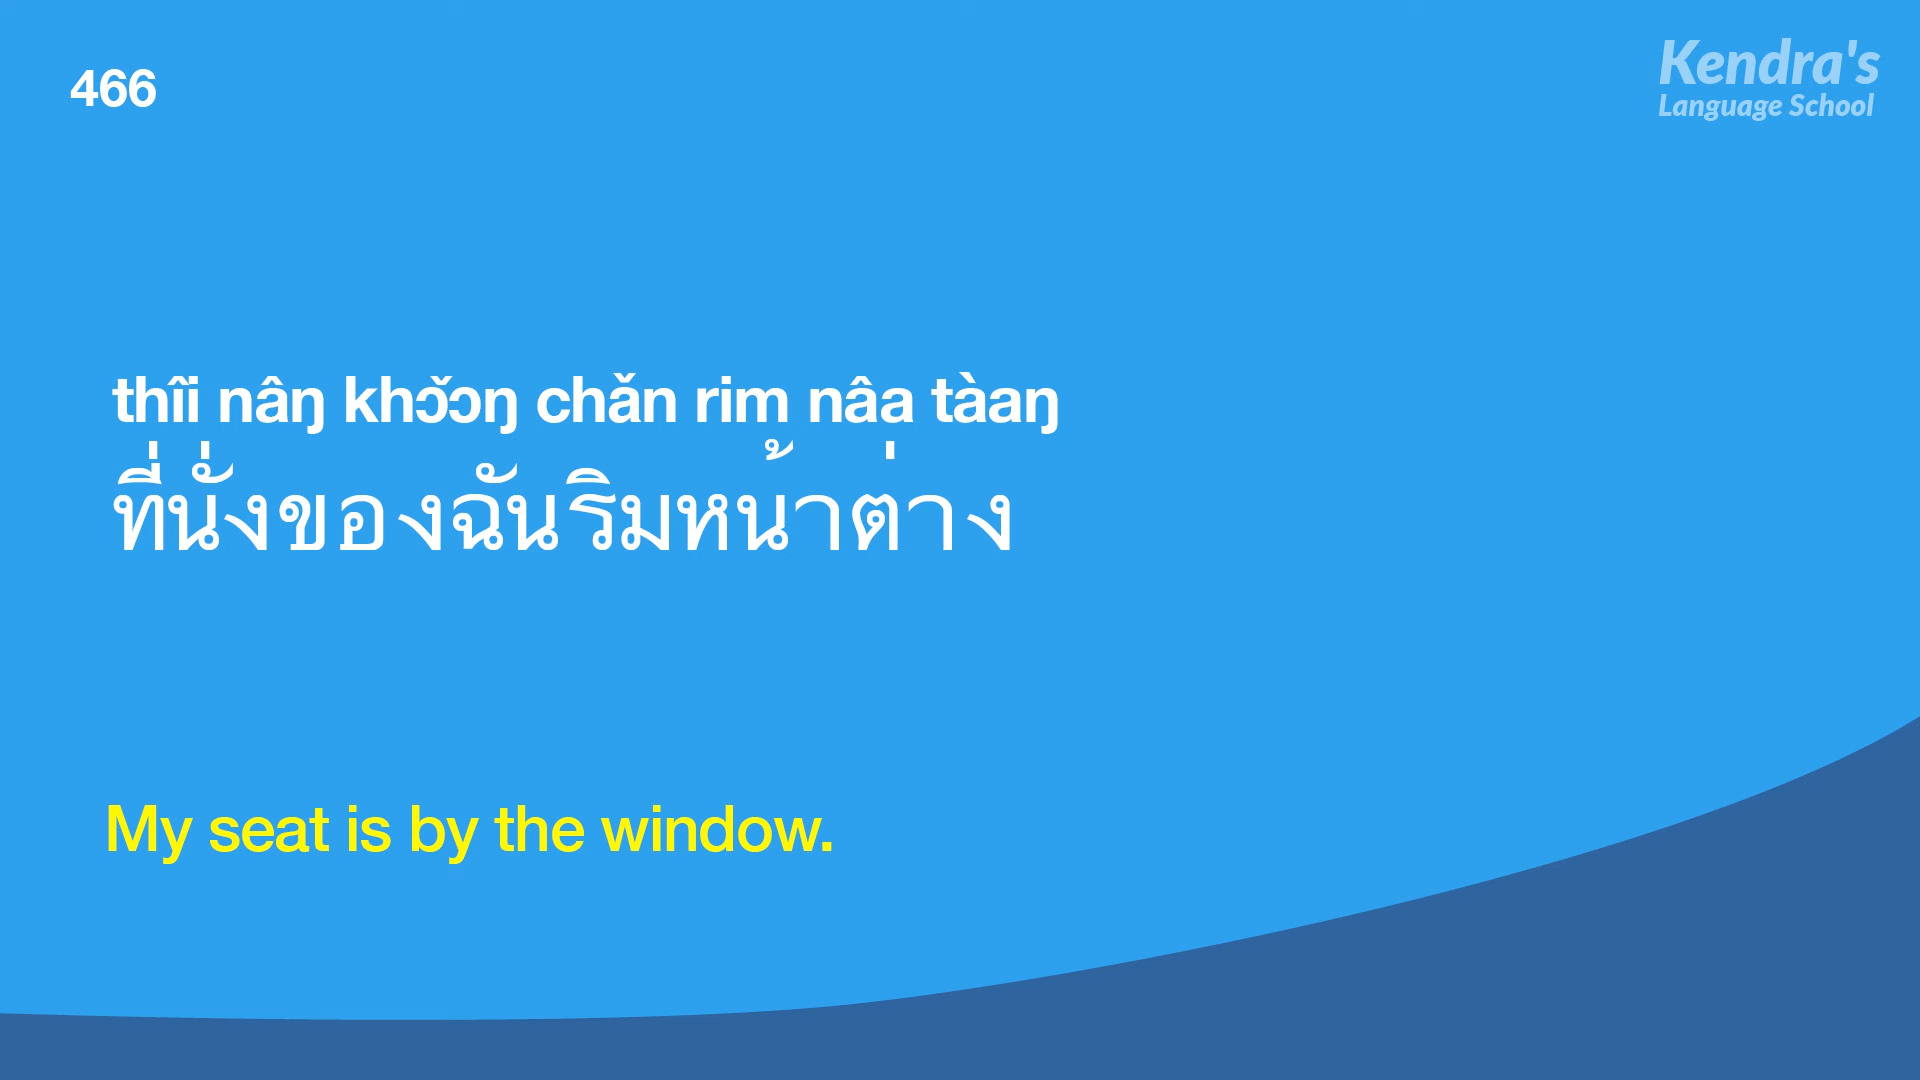 466
Kendra's
Language School
thîi nâŋ khɔ̌ɔŋ chǎn rim nâa tàaŋ
ที่นั่งของฉันริมหน้าต่าง
My seat is by the window.